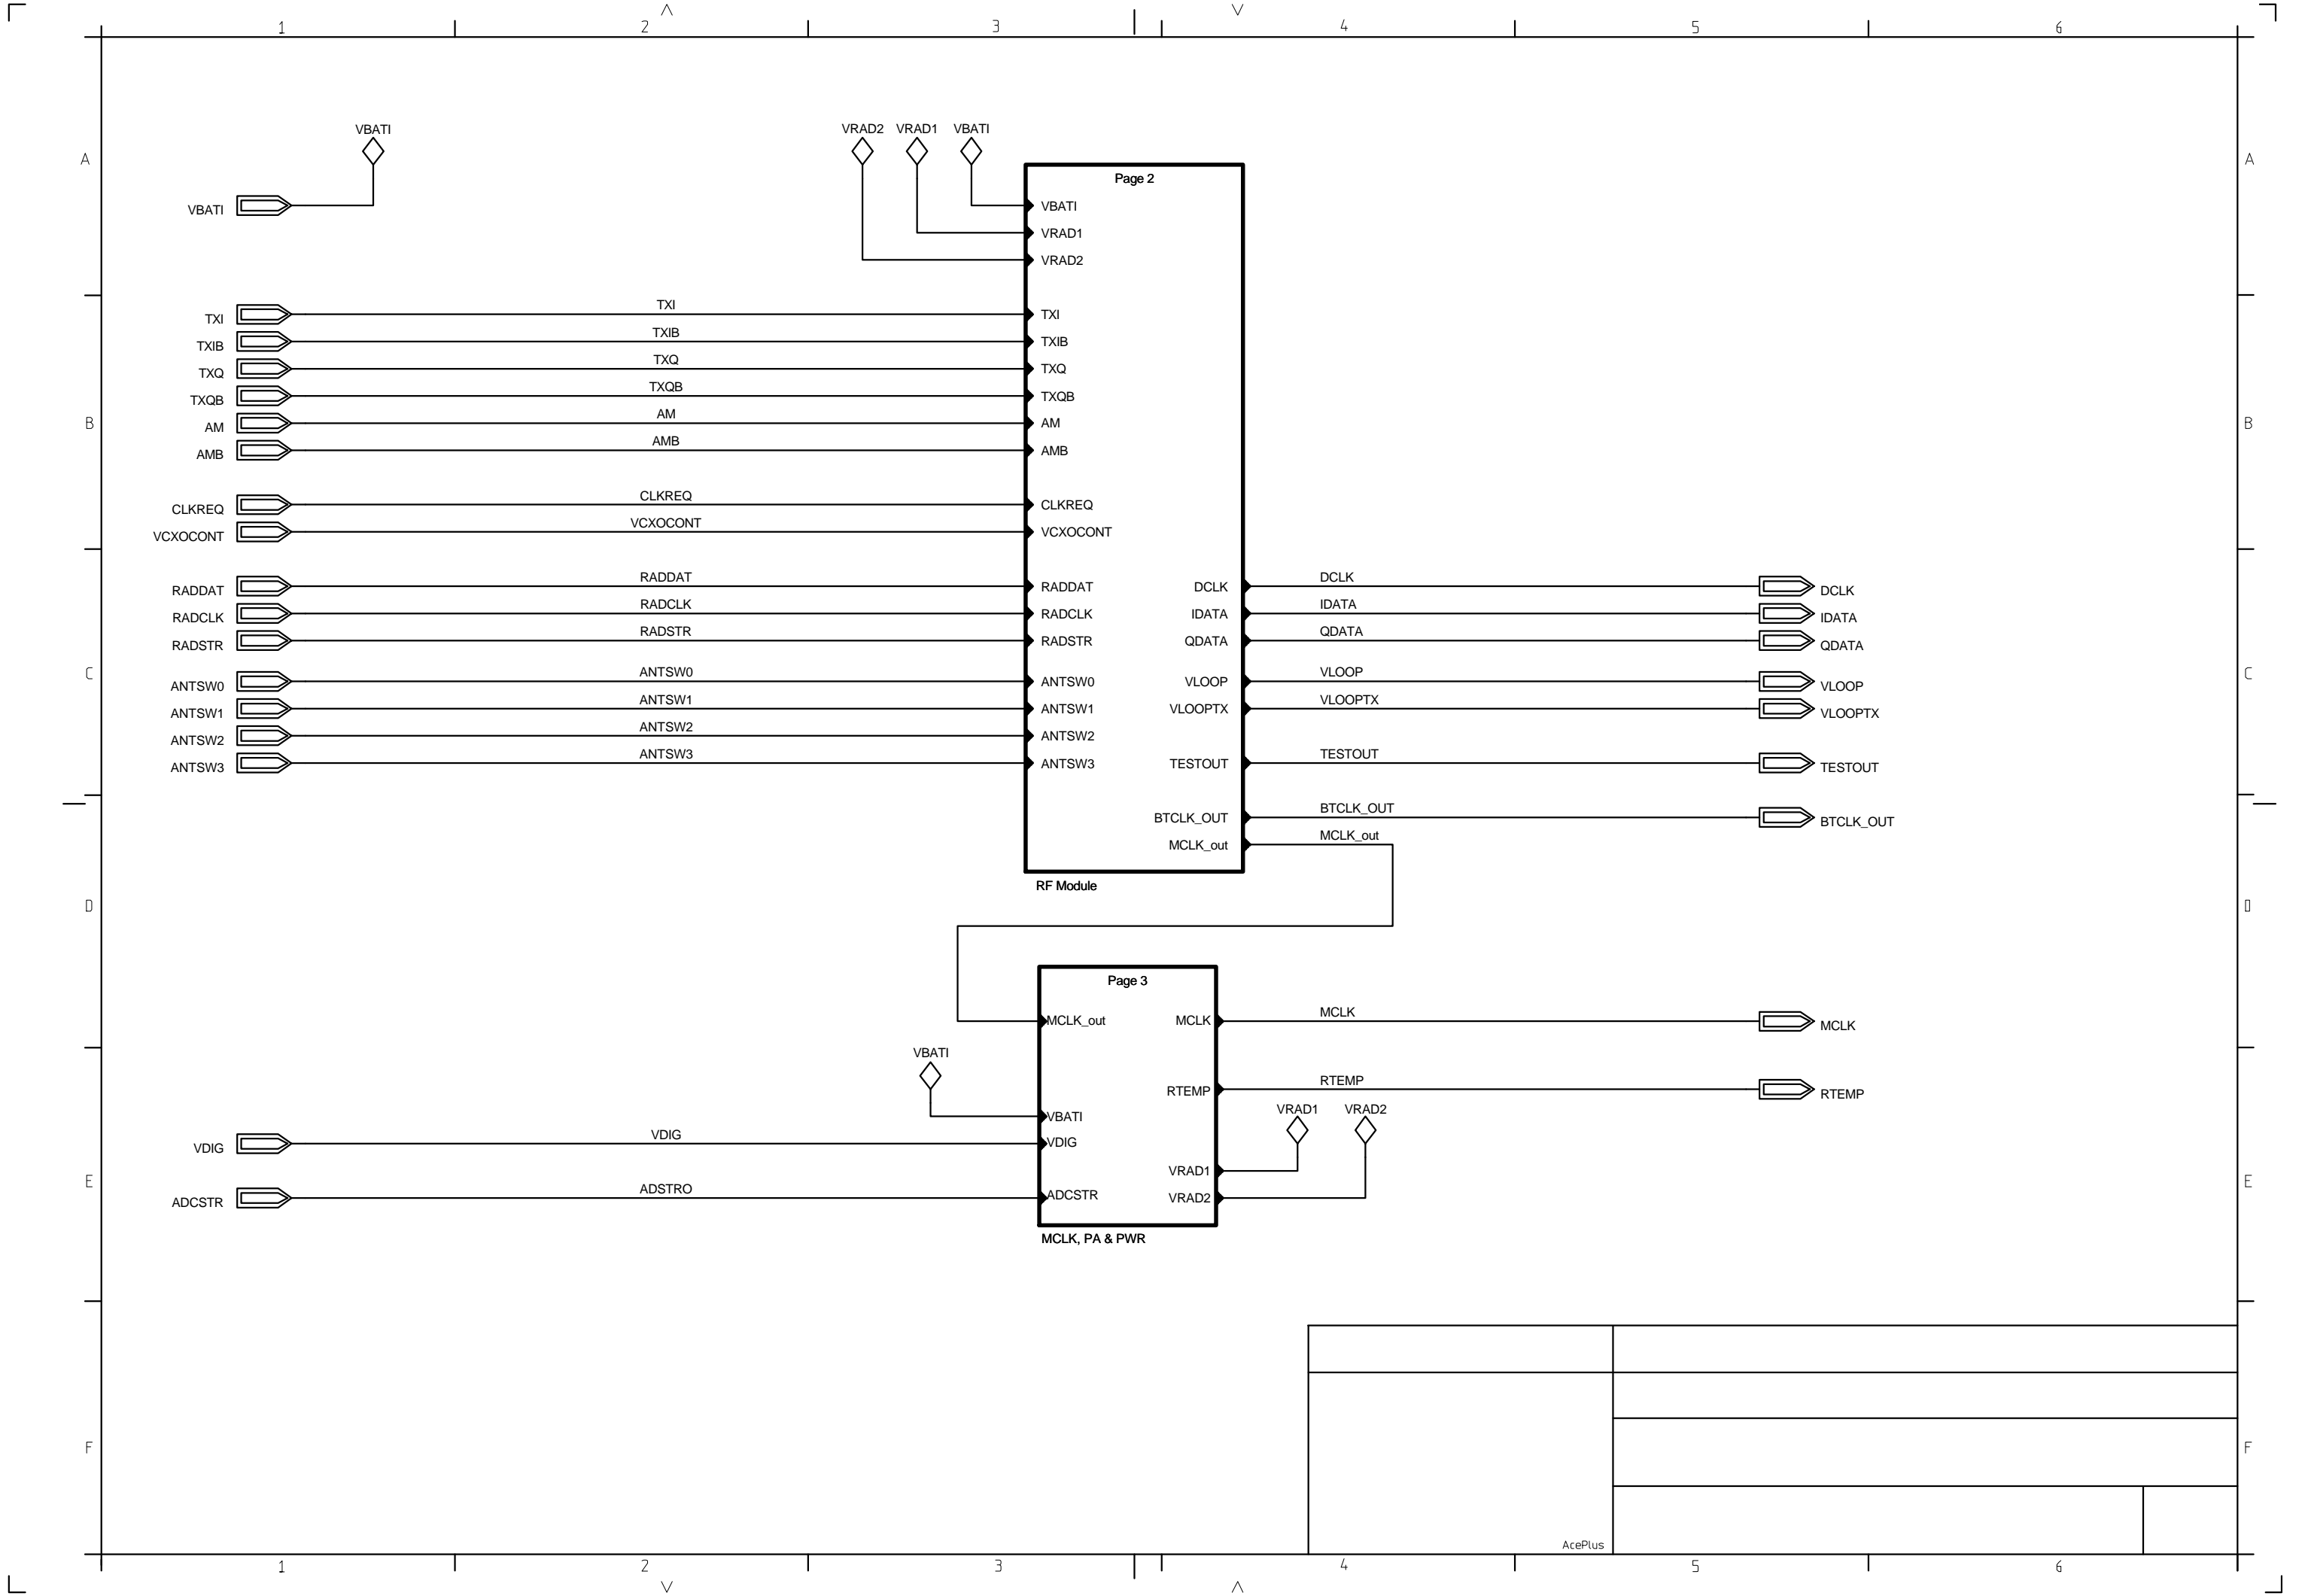 1 2 3 4 5 6
VBATI VRAD2 VRAD1 VBATI
A A
Page 2
VBATI VBATI
VRAD1
VRAD2
TXI TXI TXI
TXIB TXIB TXIB
TXQ TXQ TXQ
TXQB TXQB TXQB
B AM AM AM B
AMB AMB AMB
CLKREQ CLKREQ CLKREQ
VCXOCONT VCXOCONT VCXOCONT
RADDAT RADDAT RADDAT DCLK DCLK DCLK
RADCLK RADCLK RADCLK IDATA IDATA IDATA
RADSTR RADSTR RADSTR QDATA QDATA QDATA
C ANTSW0 ANTSW0 ANTSW0 VLOOP VLOOP VLOOP C
ANTSW1 ANTSW1 ANTSW1 VLOOPTX VLOOPTX VLOOPTX
ANTSW2 ANTSW2 ANTSW2
ANTSW3 ANTSW3 ANTSW3 TESTOUT TESTOUT TESTOUT
BTCLK_OUT BTCLK_OUT BTCLK_OUT
MCLK_out MCLK_out
RF Module
D D
Page 3
MCLK_out MCLK MCLK MCLK
VBATI
RTEMP RTEMP RTEMP
VRAD1 VRAD2
VBATI
VDIG VDIG VDIG
VRAD1
E E
ADCSTR ADSTRO ADCSTR VRAD2
MCLK, PA & PWR
F F
AcePlus
1 2 3 4 5 6